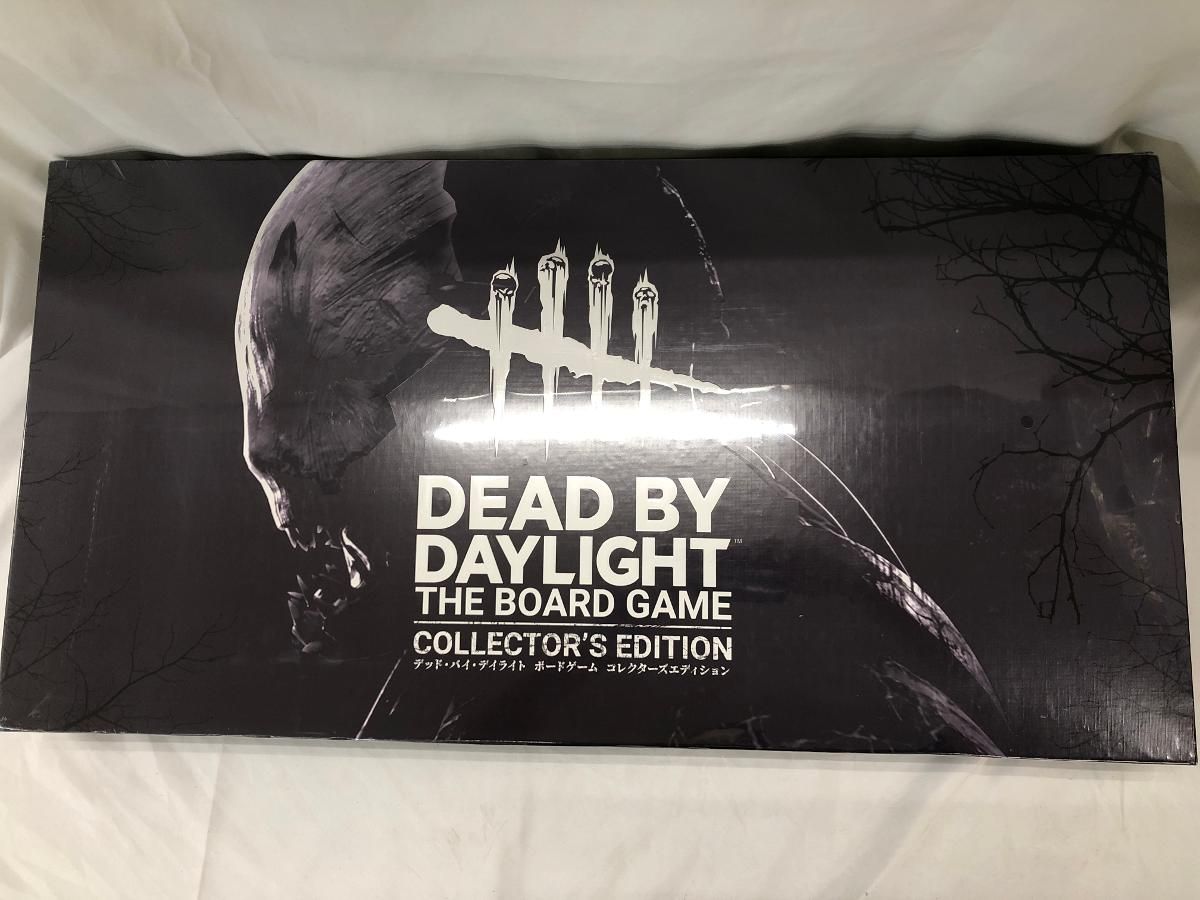 DEAD BY
DAYLIGHT™
THE BOARD GAME
COLLECTOR'S EDITION
デッド・バイ・デイライト ボードゲーム コレクターズエディション